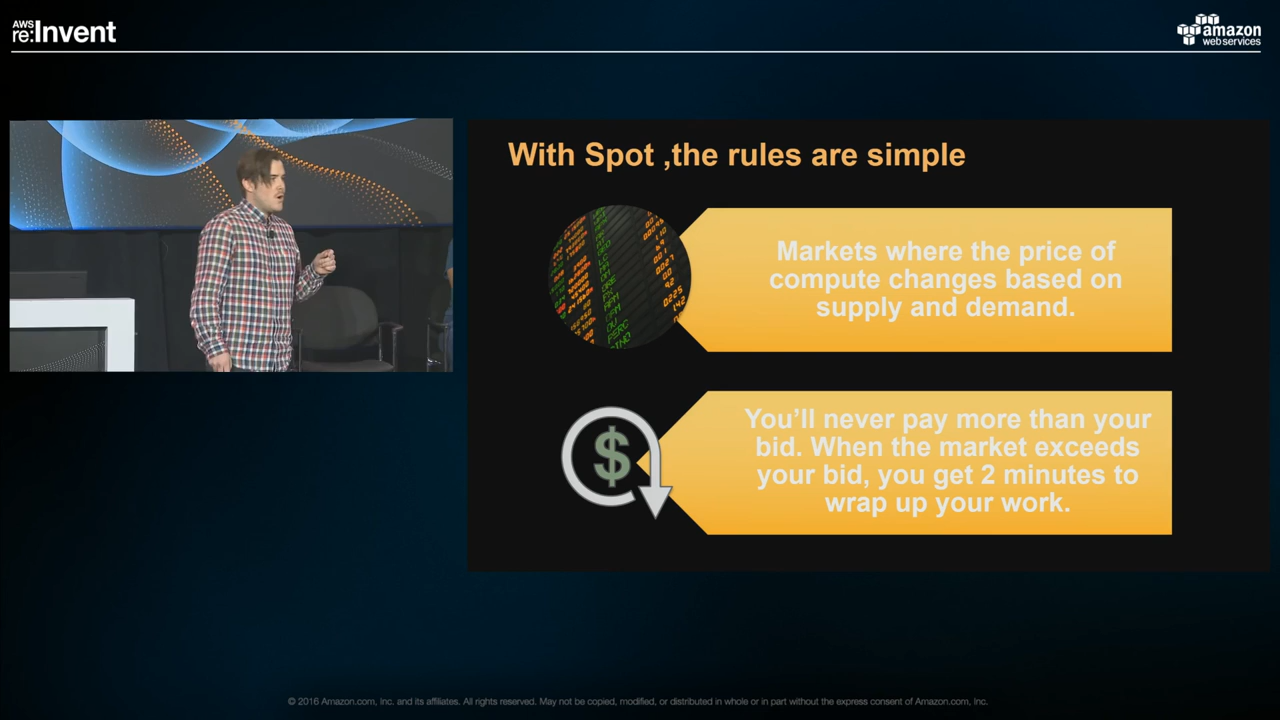 AWS
re:Invent
amazon
web services
With Spot ,the rules are simple
Markets where the price of
compute changes based on
supply and demand.
You'll never pay more than your
bid. When the market exceeds
your bid, you get 2 minutes to
wrap up your work.
$
© 2016 Amazon.com, Inc. and its affiliates. All rights reserved. May not be copied, modified, or distributed in whole or in part without the express consent of Amazon.com, Inc.